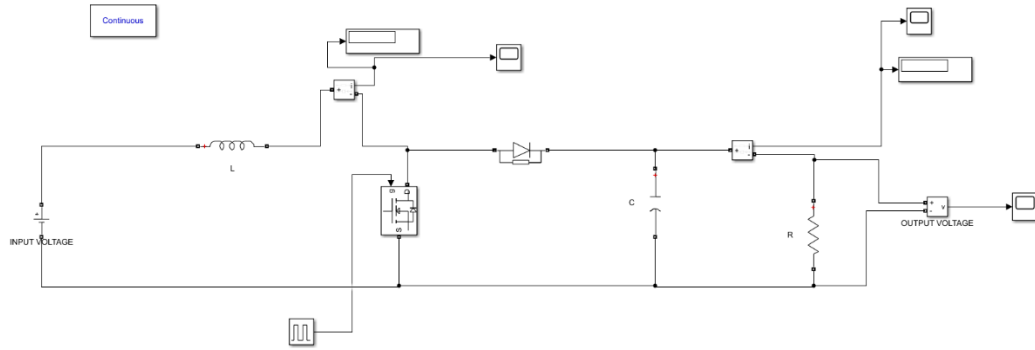 Continuous
i
+
-
L
+
g
D
S
+
INPUT VOLTAGE
+
C
+
i
-
+
R
+
-
v
OUTPUT VOLTAGE